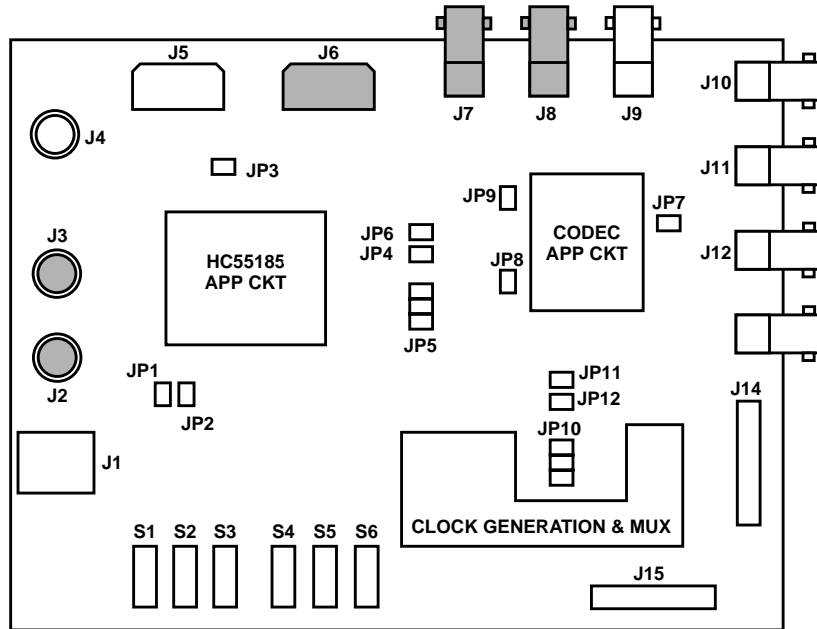 J5
J6
J7
J8
J9
J10
J4
JP3
J11
JP9
JP7
J3
JP6
JP4
HC55185
APP CKT
CODEC
APP CKT
J12
JP8
JP5
JP1
J2
JP2
JP11
JP12
J14
JP10
J1
CLOCK GENERATION & MUX
S1
S2
S3
S4
S5
S6
J15